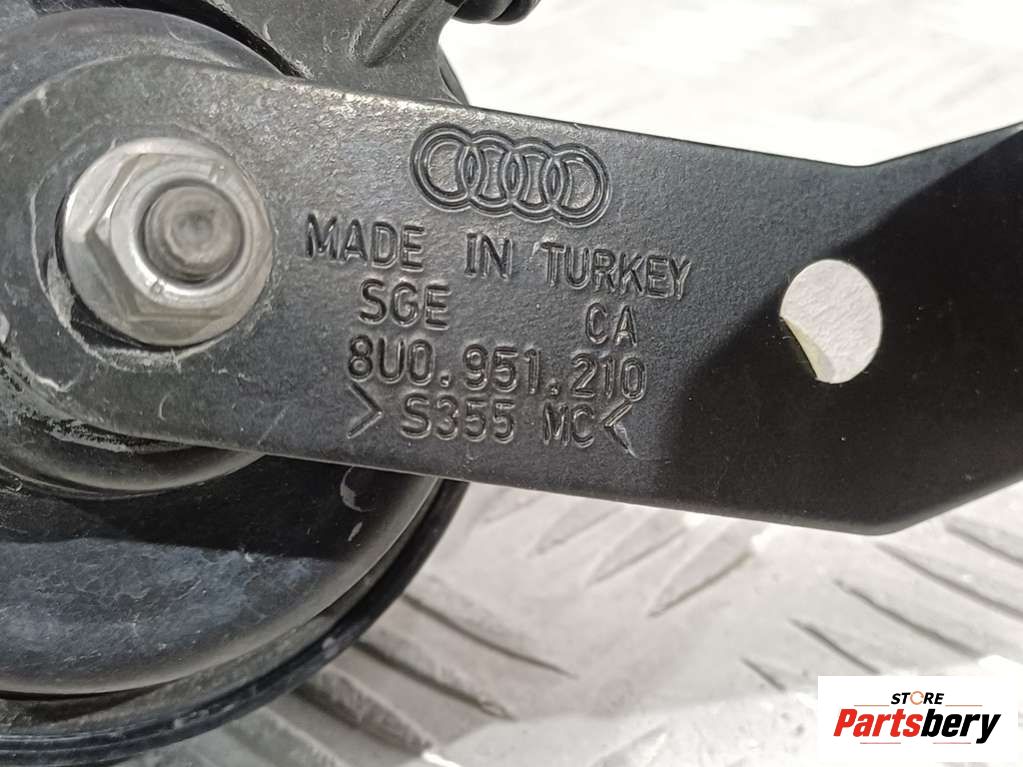 MADE IN TURKEY
SGE CA
8U0.951.210
>S355 MC<
STORE
Partsbery